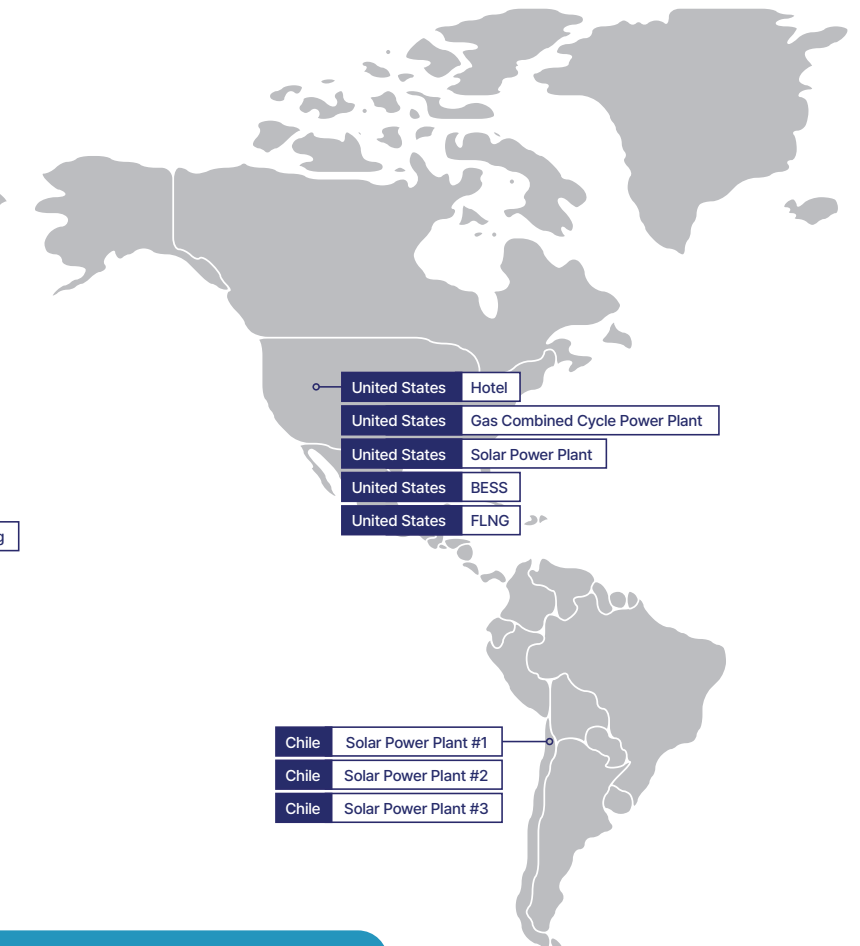 United States Hotel
United States Gas Combined Cycle Power Plant
United States Solar Power Plant
United States BESS
United States FLNG
Chile Solar Power Plant #1
Chile Solar Power Plant #2
Chile Solar Power Plant #3